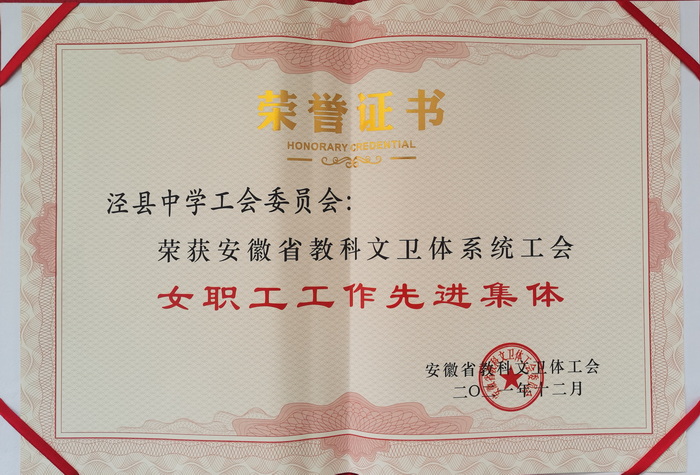 荣誉证书
HONORARY CREDENTIAL
泾县中学工会委员会:
荣获安徽省教科文卫体系统工会
女职工工作先进集体
安徽省教科文卫体工会
二〇二一年十二月